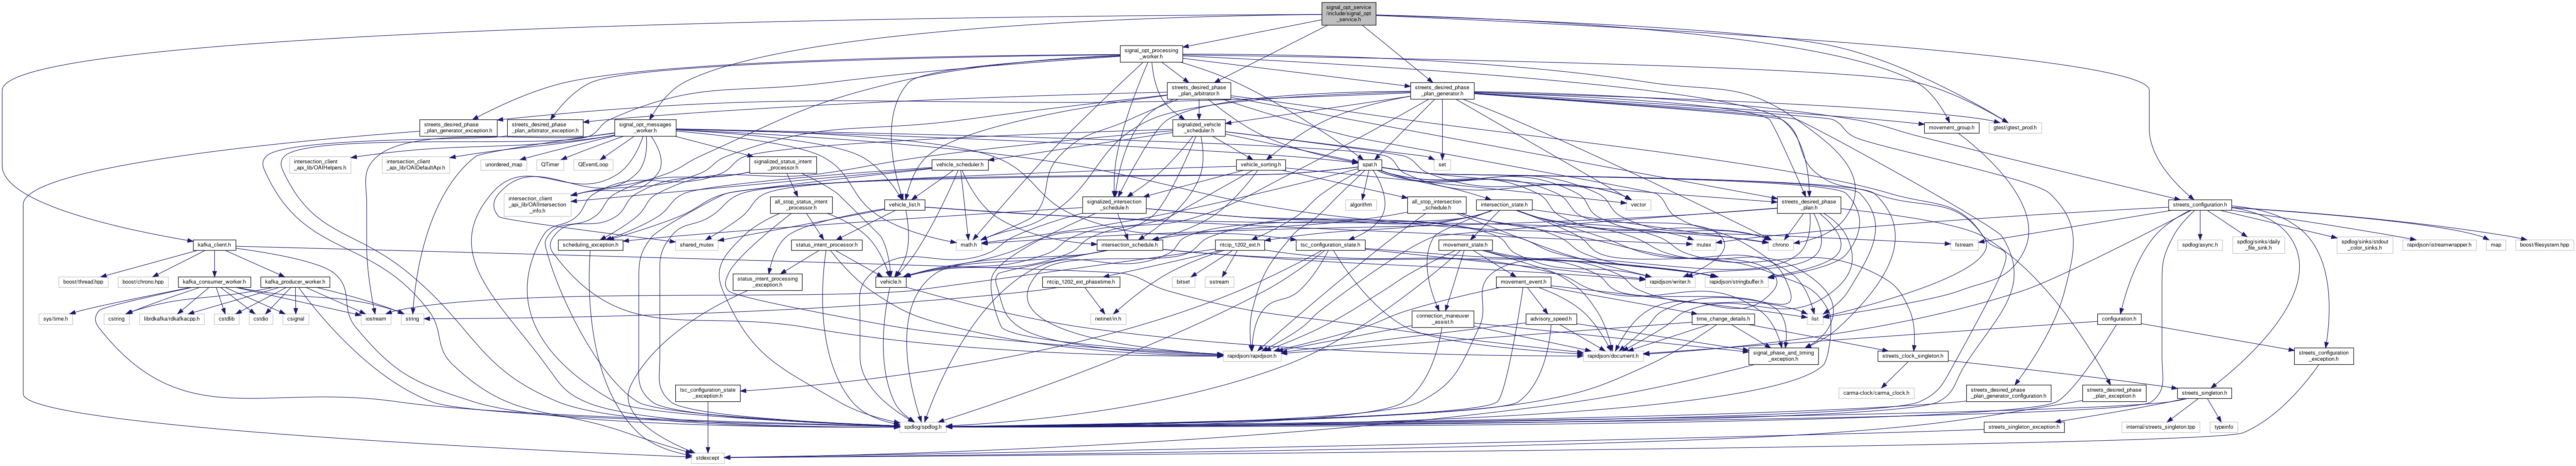 signal_opt_service
/include/signal_opt
_service.h
signal_opt_processing
_worker.h
streets_desired_phase
_plan_arbitrator.h
streets_desired_phase
_plan_generator.h
streets_desired_phase
_plan_generator_exception.h
streets_desired_phase
_plan_arbitrator_exception.h
signal_opt_messages
_worker.h
signalized_vehicle
_scheduler.h
movement_group.h
gtest/gtest_prod.h
intersection_client
_api_lib/OAIHelpers.h
intersection_client
_api_lib/OAIDefaultApi.h
unordered_map
QTimer
QEventLoop
signalized_status_intent
_processor.h
vehicle_scheduler.h
vehicle_sorting.h
spat.h
set
intersection_client
_api_lib/OAIIntersection
_info.h
all_stop_status_intent
_processor.h
vehicle_list.h
signalized_intersection
_schedule.h
algorithm
all_stop_intersection
_schedule.h
intersection_state.h
vector
streets_desired_phase
_plan.h
streets_configuration.h
kafka_client.h
scheduling_exception.h
shared_mutex
status_intent_processor.h
math.h
intersection_schedule.h
ntcip_1202_ext.h
tsc_configuration_state.h
movement_state.h
mutex
chrono
fstream
spdlog/async.h
spdlog/sinks/daily
_file_sink.h
spdlog/sinks/stdout
_color_sinks.h
rapidjson/istreamwrapper.h
map
boost/filesystem.hpp
boost/thread.hpp
boost/chrono.hpp
kafka_consumer_worker.h
kafka_producer_worker.h
status_intent_processing
_exception.h
vehicle.h
ntcip_1202_ext_phasetime.h
bitset
sstream
movement_event.h
rapidjson/writer.h
rapidjson/stringbuffer.h
sys/time.h
cstring
librdkafka/rdkafkacpp.h
cstdlib
cstdio
csignal
iostream
string
netinet/in.h
connection_maneuver
_assist.h
advisory_speed.h
time_change_details.h
list
configuration.h
rapidjson/rapidjson.h
rapidjson/document.h
signal_phase_and_timing
_exception.h
streets_clock_singleton.h
streets_configuration
_exception.h
tsc_configuration_state
_exception.h
carma-clock/carma_clock.h
streets_desired_phase
_plan_generator_configuration.h
streets_desired_phase
_plan_exception.h
streets_singleton.h
spdlog/spdlog.h
streets_singleton_exception.h
internal/streets_singleton.tpp
typeinfo
stdexcept